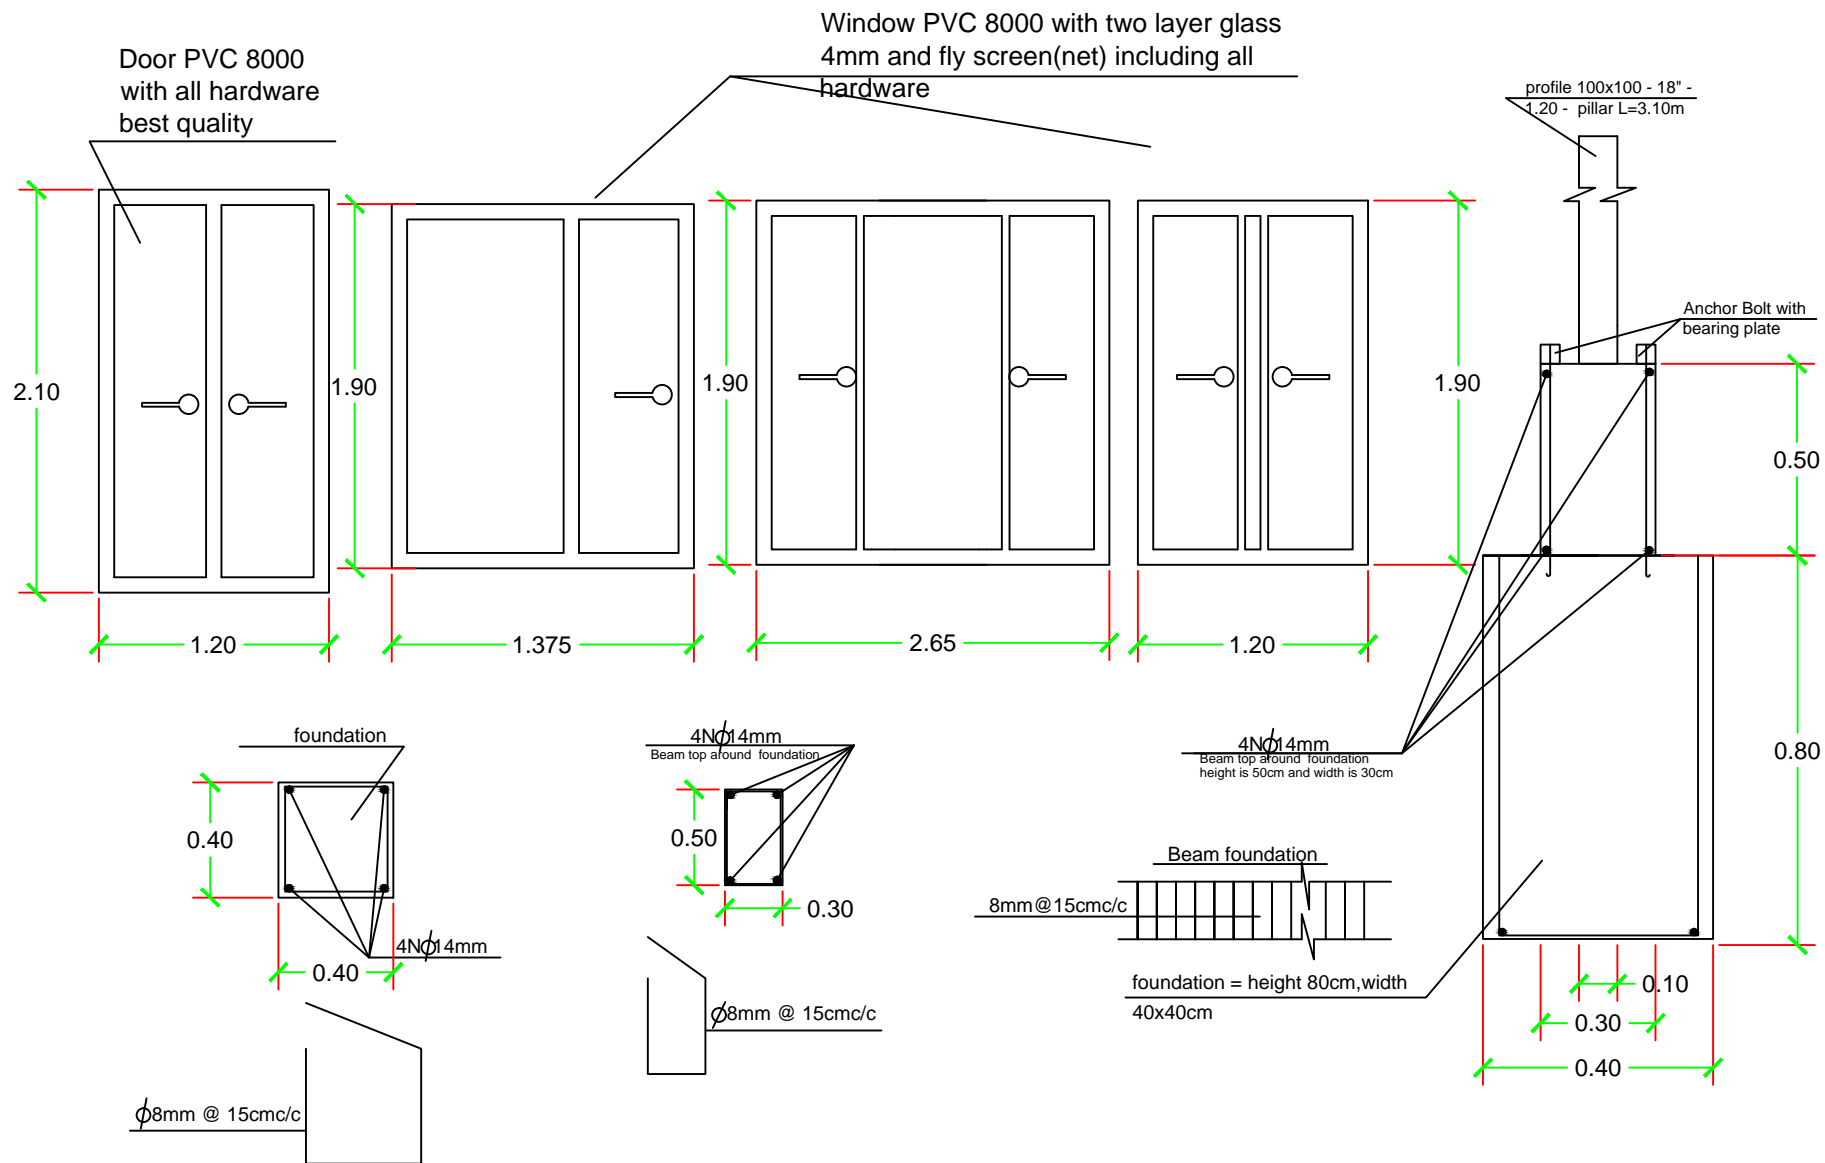 Door PVC 8000
with all hardware
best quality
Window PVC 8000 with two layer glass
4mm and fly screen(net) including all
hardware
profile 100x100 - 18" -
1.20 - pillar L=3.10m
Anchor Bolt with
bearing plate
2.10
1.90
1.90
1.90
0.50
1.20
1.375
2.65
1.20
0.80
foundation
4NΦ14mm
Beam top around foundation
4NΦ14mm
Beam top around foundation
height is 50cm and width is 30cm
0.40
0.50
Beam foundation
0.30
8mm@15cmc/c
4NΦ14mm
0.40
foundation = height 80cm,width
40x40cm
0.10
Φ8mm @ 15cmc/c
0.30
0.40
Φ8mm @ 15cmc/c